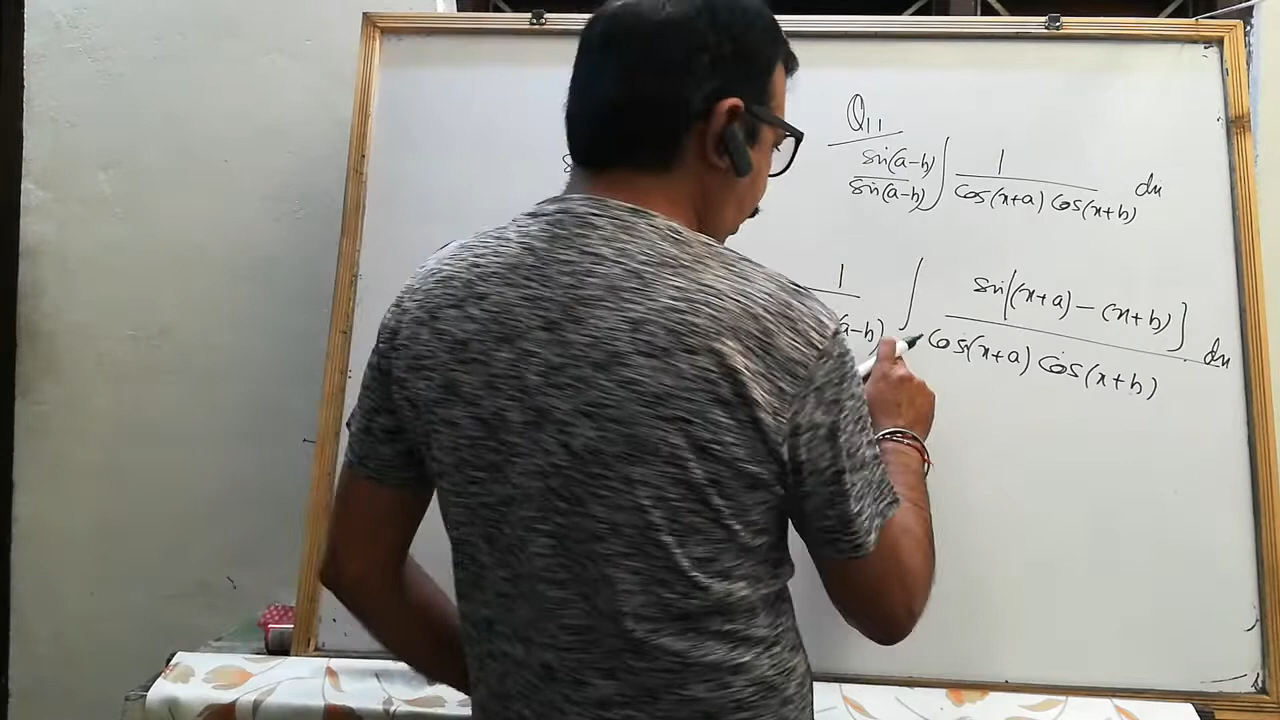 Q11
sin(a-b)/sin(a-b) ∫ 1/cos(x+a) cos(x+b) dx
1/(a-b) ∫ sin[(x+a) - (x+b)]/cos(x+a) cos(x+b) dx